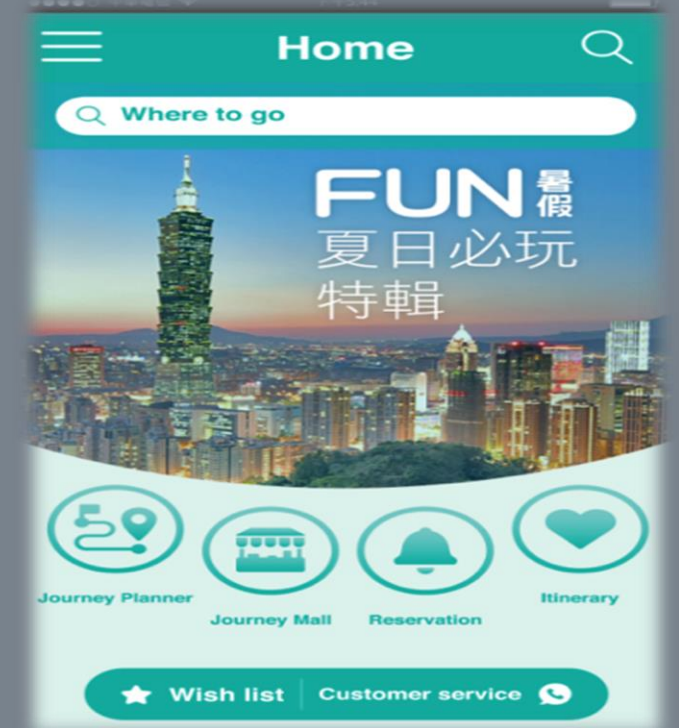 Home
Where to go
FUN 暑假
夏日必玩
特輯
Journey Planner
Journey Mall
Reservation
Itinerary
Wish list
Customer service